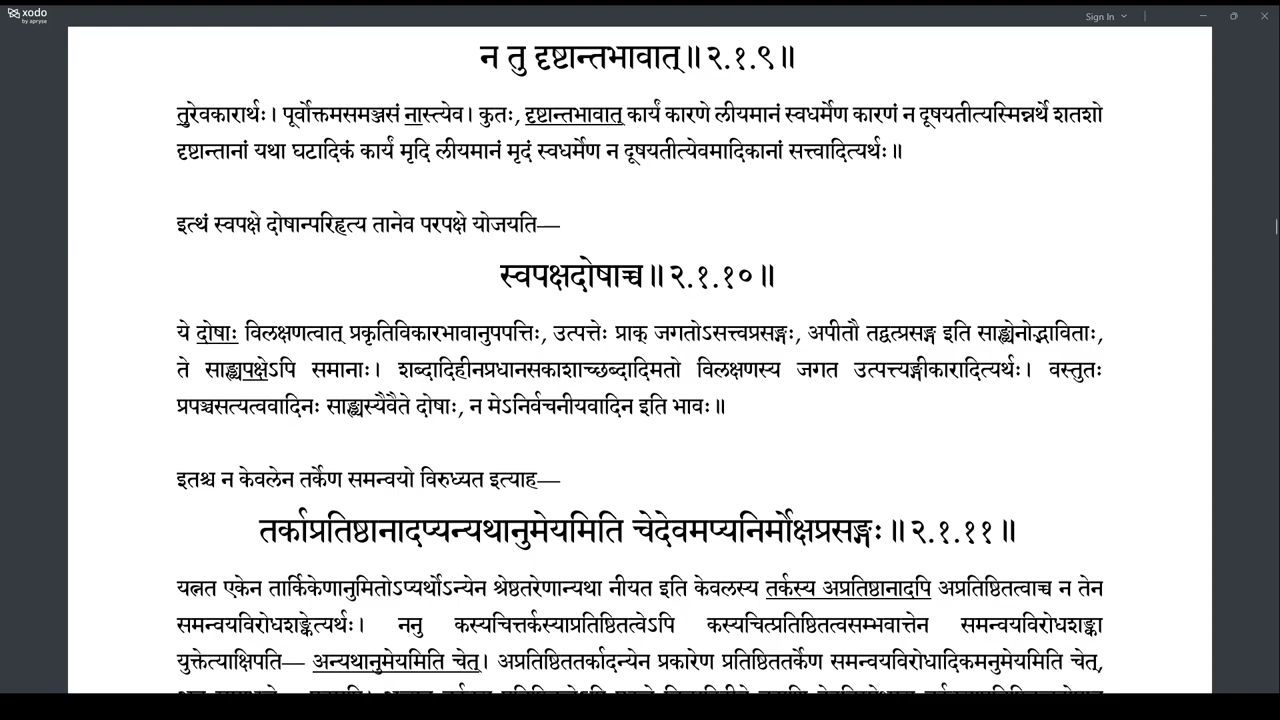 xodo
by apryse
Sign In
न तु दृष्टान्तभावात्॥२.१.९॥
तुरेवकारार्थः। पूर्वोक्तमसमञ्जसं नास्त्येव। कुतः, दृष्टान्तभावात् कार्यं कारणे लीयमानं स्वधर्मेण कारणं न दूषयतीत्यस्मिन्नर्थे शतशो
दृष्टान्तानां यथा घटादिकं कार्यं मृदि लीयमानं मृदं स्वधर्मेण न दूषयतीत्येवमादिकानां सत्त्वादित्यर्थः॥
इत्थं स्वपक्षे दोषान्परिहृत्य तानेव परपक्षे योजयति—
स्वपक्षदोषाच्च॥२.१.१०॥
ये दोषाः विलक्षणत्वात् प्रकृतिविकारभावानुपपत्तिः, उत्पत्तेः प्राक् जगतोऽसत्त्वप्रसङ्गः, अपीतौ तद्वत्प्रसङ्ग इति साङ्ख्येनोद्भाविताः,
ते साङ्ख्यपक्षेऽपि समानाः। शब्दादिहीनप्रधानसकाशाच्छब्दादिमतो विलक्षणस्य जगत उत्पत्त्यङ्गीकारादित्यर्थः। वस्तुतः
प्रपञ्चसत्यत्ववादिनः साङ्ख्यस्यैवैते दोषाः, न मेऽनिर्वचनीयवादिन इति भावः॥
इतश्च न केवलेन तर्केण समन्वयो विरुध्यत इत्याह—
तर्काप्रतिष्ठानादप्यन्यथानुमेयमिति चेदेवमप्यनिर्मोक्षप्रसङ्गः॥२.१.११॥
यत्नत एकेन तार्किकेणानुमितोऽप्यर्थोऽन्येन श्रेष्ठतरेणान्यथा नीयत इति केवलस्य तर्कस्य अप्रतिष्ठानादपि अप्रतिष्ठितत्वाच्च न तेन
समन्वयविरोधशङ्केत्यर्थः। ननु कस्यचित्तर्कस्याप्रतिष्ठितत्वेऽपि कस्यचित्प्रतिष्ठितत्वसम्भवात्तेन समन्वयविरोधशङ्का
युक्तेत्याक्षिपति— अन्यथानुमेयमिति चेत्। अप्रतिष्ठिततर्कादन्येन प्रकारेण प्रतिष्ठिततर्केण समन्वयविरोधादिकमनुमेयमिति चेत्,